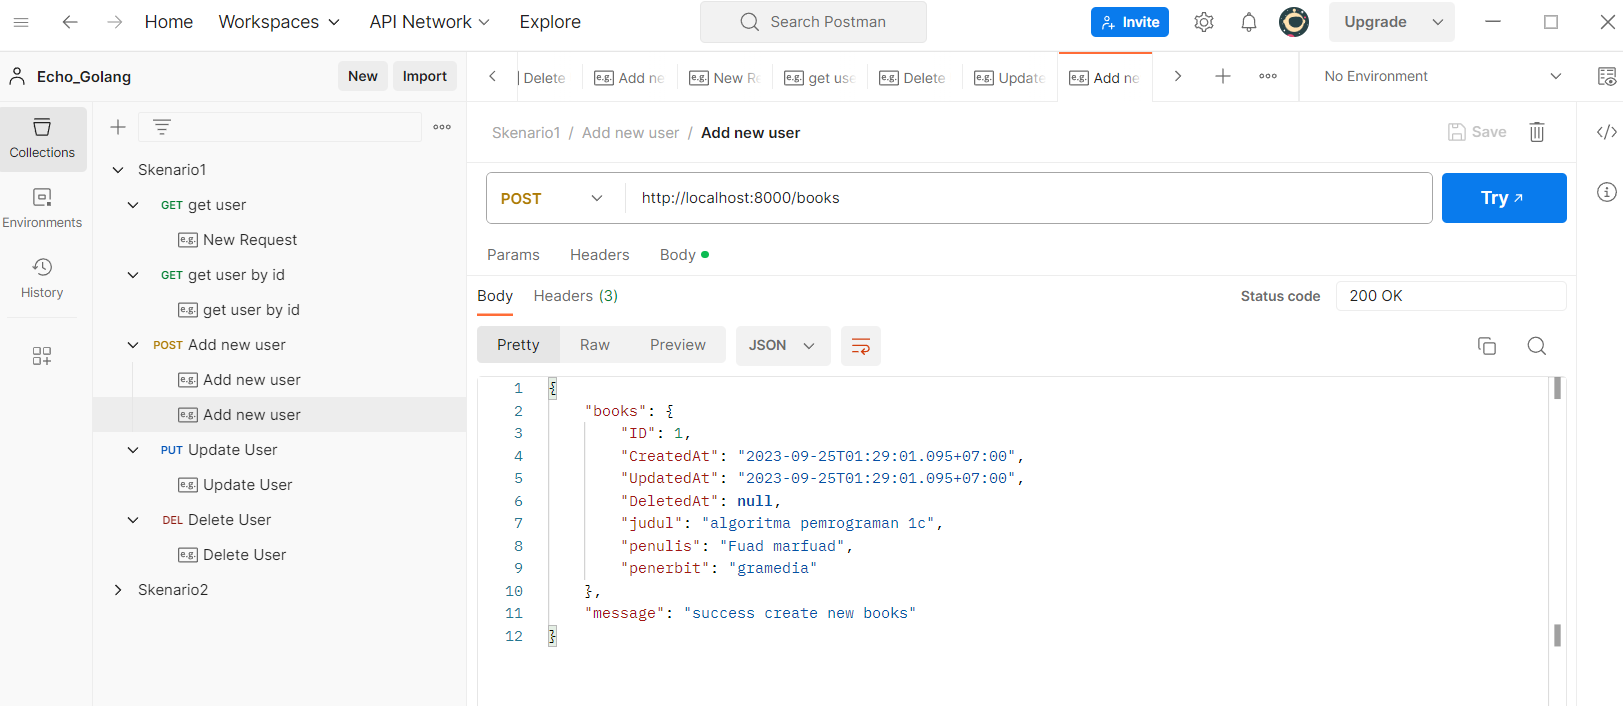 Home Workspaces API Network Explore Search Postman Invite Upgrade
Echo_Golang New Import
Delete e.g. Add ne e.g. New Re e.g. get use e.g. Delete e.g. Update e.g. Add ne No Environment
Collections
Environments
History
Skenario1
GET get user
e.g. New Request
GET get user by id
e.g. get user by id
POST Add new user
e.g. Add new user
e.g. Add new user
PUT Update User
e.g. Update User
DEL Delete User
e.g. Delete User
Skenario2
Skenario1 / Add new user / Add new user Save
POST http://localhost:8000/books Try
Params Headers Body
Body Headers (3) Status code 200 OK
Pretty Raw Preview JSON
1 {
2 "books": {
3 "ID": 1,
4 "CreatedAt": "2023-09-25T01:29:01.095+07:00",
5 "UpdatedAt": "2023-09-25T01:29:01.095+07:00",
6 "DeletedAt": null,
7 "judul": "algoritma pemrograman 1c",
8 "penulis": "Fuad marfuad",
9 "penerbit": "gramedia"
10 },
11 "message": "success create new books"
12 }